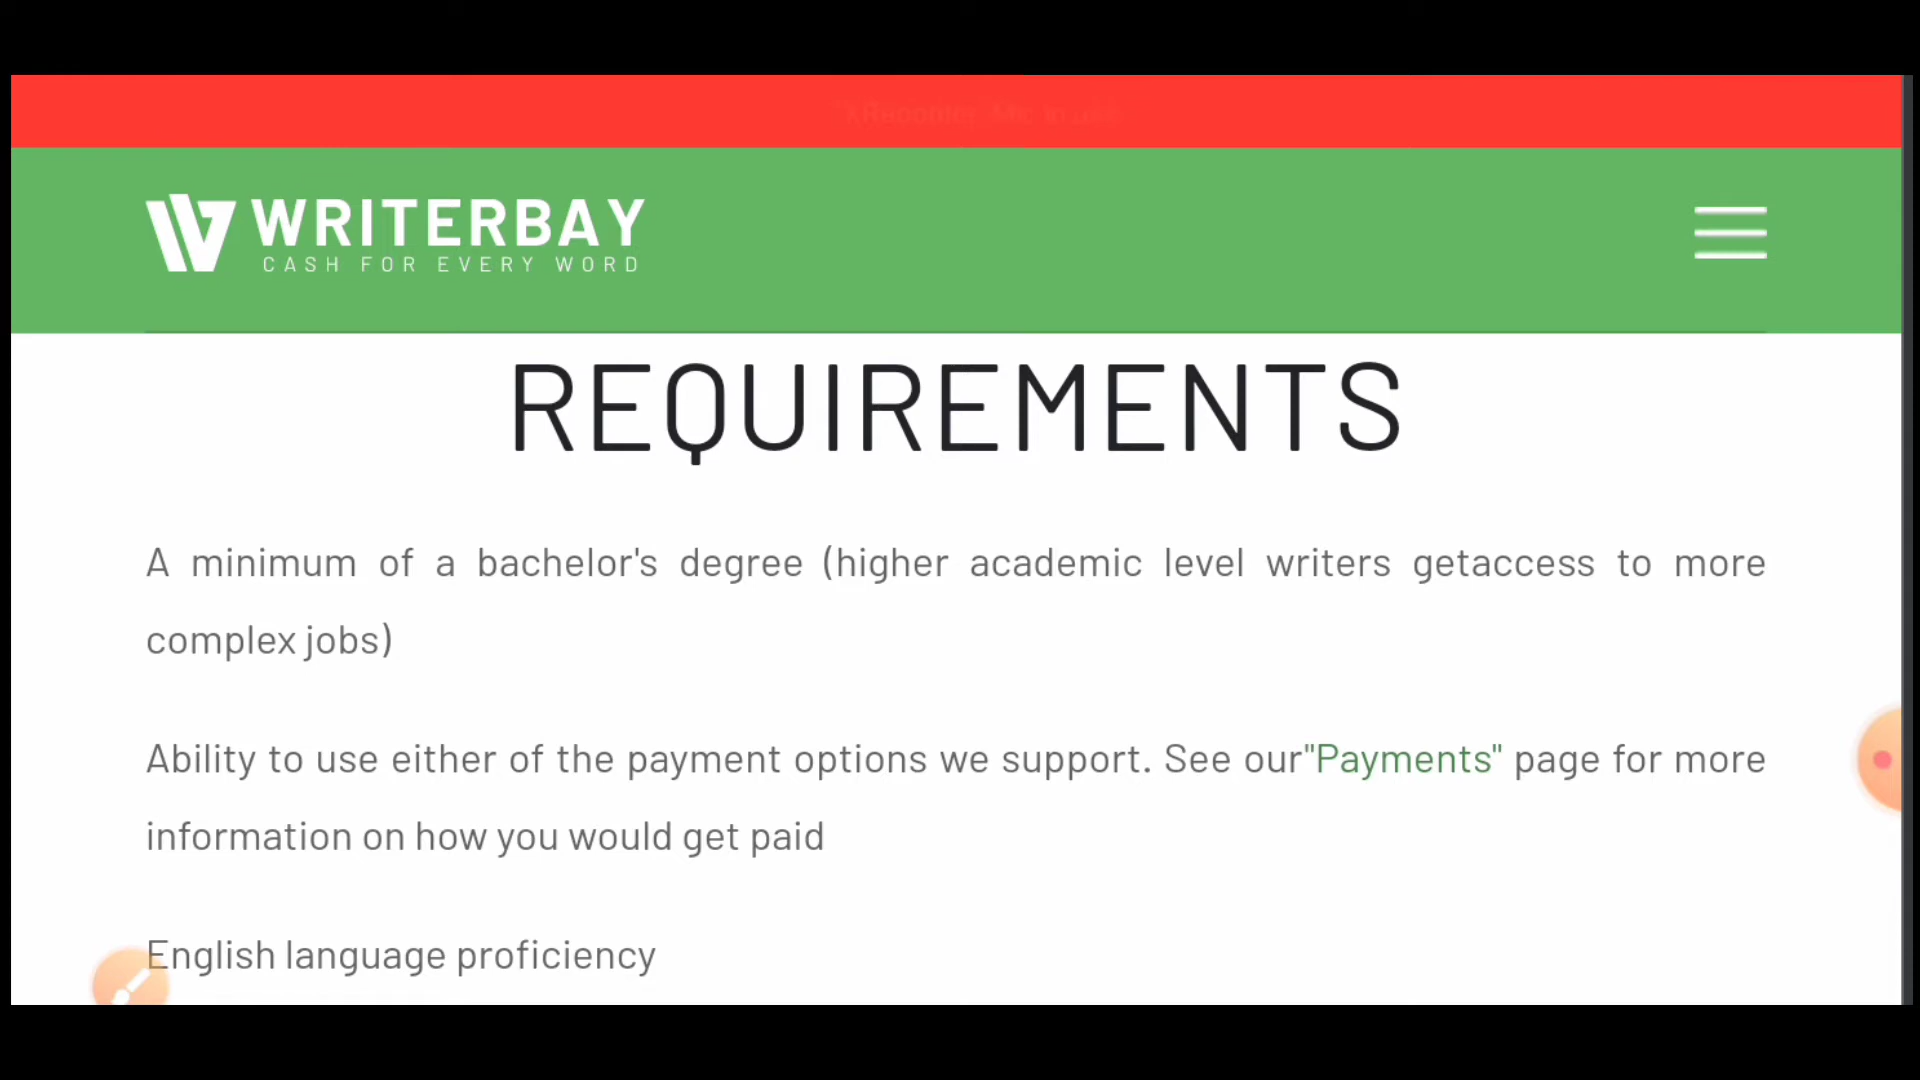 WRITERBAY
CASH FOR EVERY WORD
REQUIREMENTS
A minimum of a bachelor's degree (higher academic level writers getaccess to more
complex jobs)
Ability to use either of the payment options we support. See our"Payments" page for more
information on how you would get paid
English language proficiency